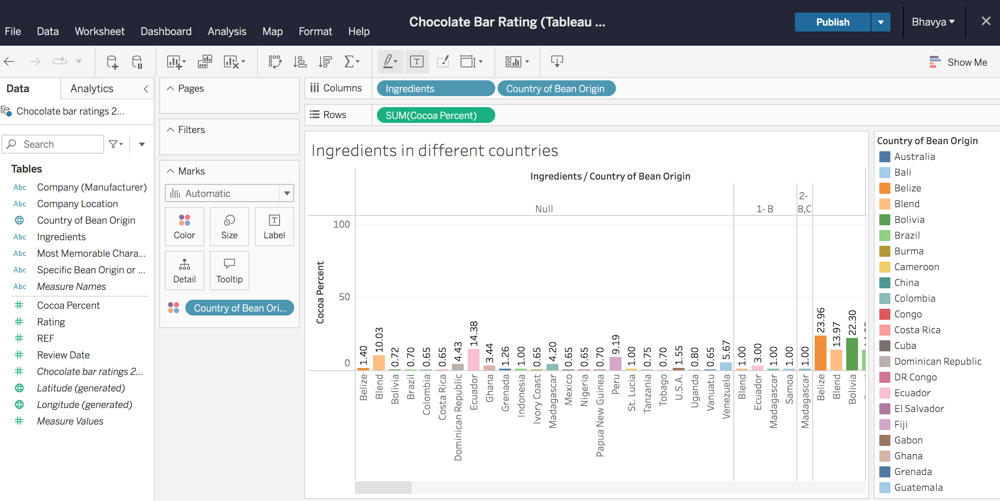 Chocolate Bar Rating (Tableau ...
Publish
Bhavya
File Data Worksheet Dashboard Analysis Map Format Help
Show Me
Data
Analytics
Chocolate bar ratings 2...
Search
Tables
Abc Company (Manufacturer)
Abc Company Location
Country of Bean Origin
Abc Ingredients
Abc Most Memorable Chara...
Abc Specific Bean Origin or ...
Abc Measure Names
Cocoa Percent
Rating
REF
Review Date
Chocolate bar ratings 2...
Latitude (generated)
Longitude (generated)
Measure Values
Pages
Filters
Marks
Automatic
Color
Size
Label
Detail
Tooltip
Country of Bean Ori...
Columns
Ingredients
Country of Bean Origin
Rows
SUM(Cocoa Percent)
Ingredients in different countries
Ingredients / Country of Bean Origin
Null
1- B
2-
B,C
Cocoa Percent
100
50
0
1.40
10.03
0.72
0.70
0.65
0.65
4.43
14.38
3.44
1.26
1.00
0.65
4.20
0.65
0.65
0.70
9.19
1.00
0.75
0.70
1.55
0.80
0.65
5.67
1.00
3.00
1.00
1.00
1.00
23.96
13.97
22.30
Belize
Blend
Bolivia
Brazil
Colombia
Costa Rica
Dominican Republic
Ecuador
Ghana
Grenada
Indonesia
Ivory Coast
Madagascar
Mexico
Nigeria
Papua New Guinea
Peru
St. Lucia
Tanzania
Tobago
U.S.A.
Uganda
Vanuatu
Venezuela
Blend
Ecuador
Madagascar
Samoa
Madagascar
Belize
Blend
Bolivia
Country of Bean Origin
Australia
Bali
Belize
Blend
Bolivia
Brazil
Burma
Cameroon
China
Colombia
Congo
Costa Rica
Cuba
Dominican Republic
DR Congo
Ecuador
El Salvador
Fiji
Gabon
Ghana
Grenada
Guatemala